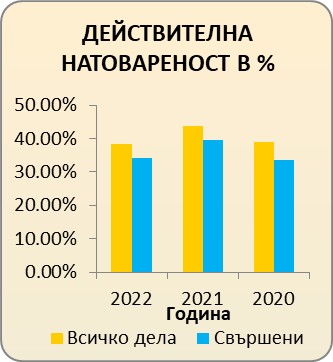 ДЕЙСТВИТЕЛНА
НАТОВАРЕНОСТ В %
50.00%
40.00%
30.00%
20.00%
10.00%
0.00%
2022 2021 2020
Година
Всичко дела Свършени